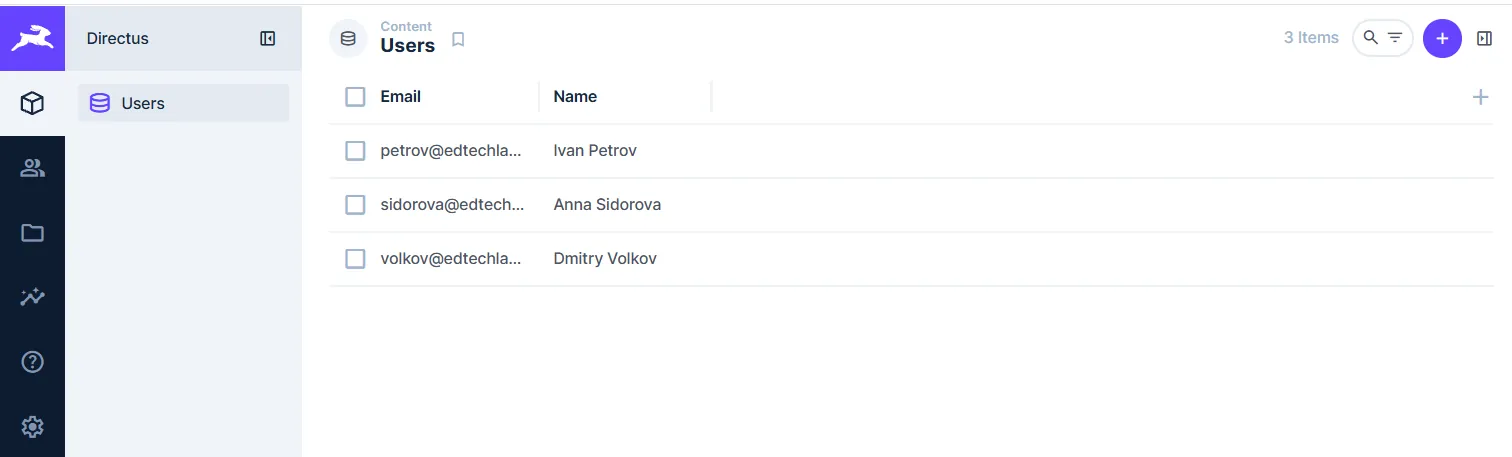 Directus
Users
Content
Users
3 Items
Email Name
petrov@edtechla... Ivan Petrov
sidorova@edtech... Anna Sidorova
volkov@edtechla... Dmitry Volkov